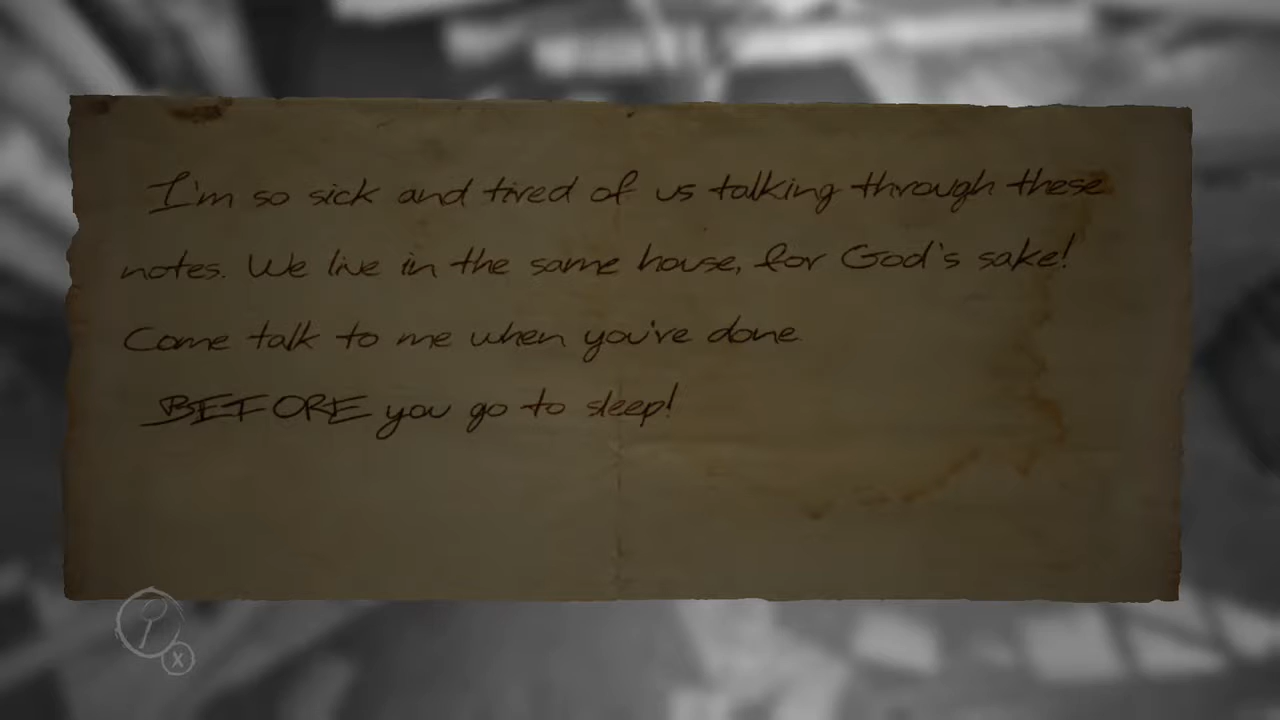 I'm so sick and tired of us talking through these
notes. We live in the same house, for God's sake!
Come talk to me when you've done.
BEFORE you go to sleep!
X